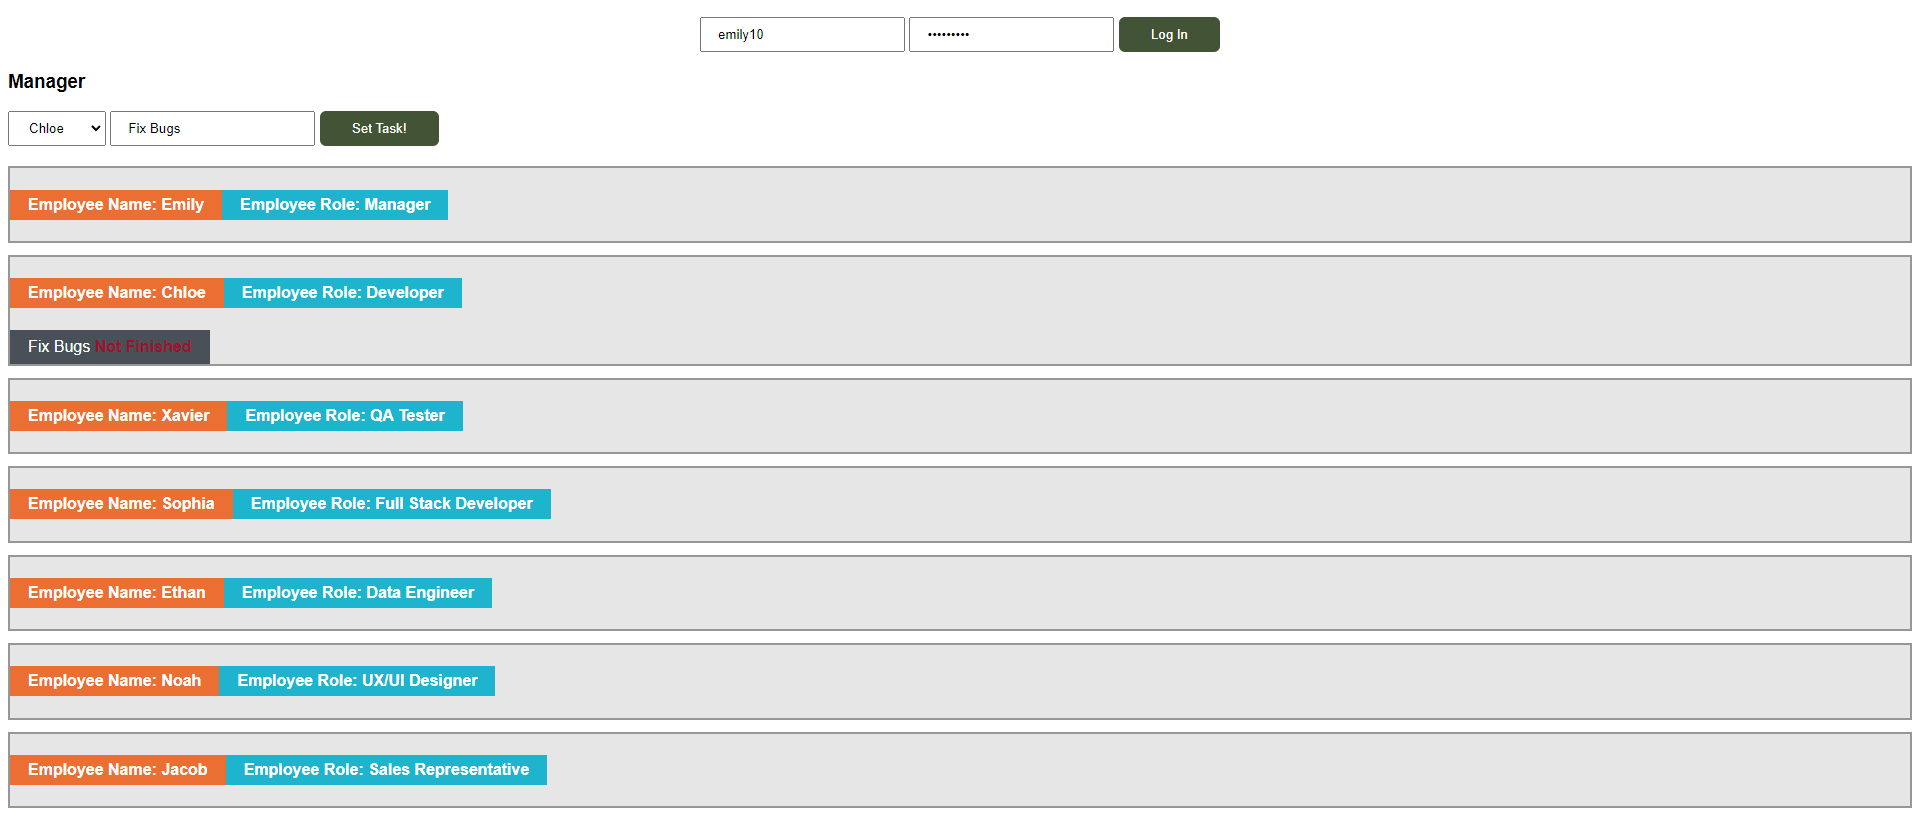 emily10 ••••••••• Log In
Manager
Chloe Fix Bugs Set Task!
Employee Name: Emily Employee Role: Manager
Employee Name: Chloe Employee Role: Developer
Fix Bugs Not Finished
Employee Name: Xavier Employee Role: QA Tester
Employee Name: Sophia Employee Role: Full Stack Developer
Employee Name: Ethan Employee Role: Data Engineer
Employee Name: Noah Employee Role: UX/UI Designer
Employee Name: Jacob Employee Role: Sales Representative